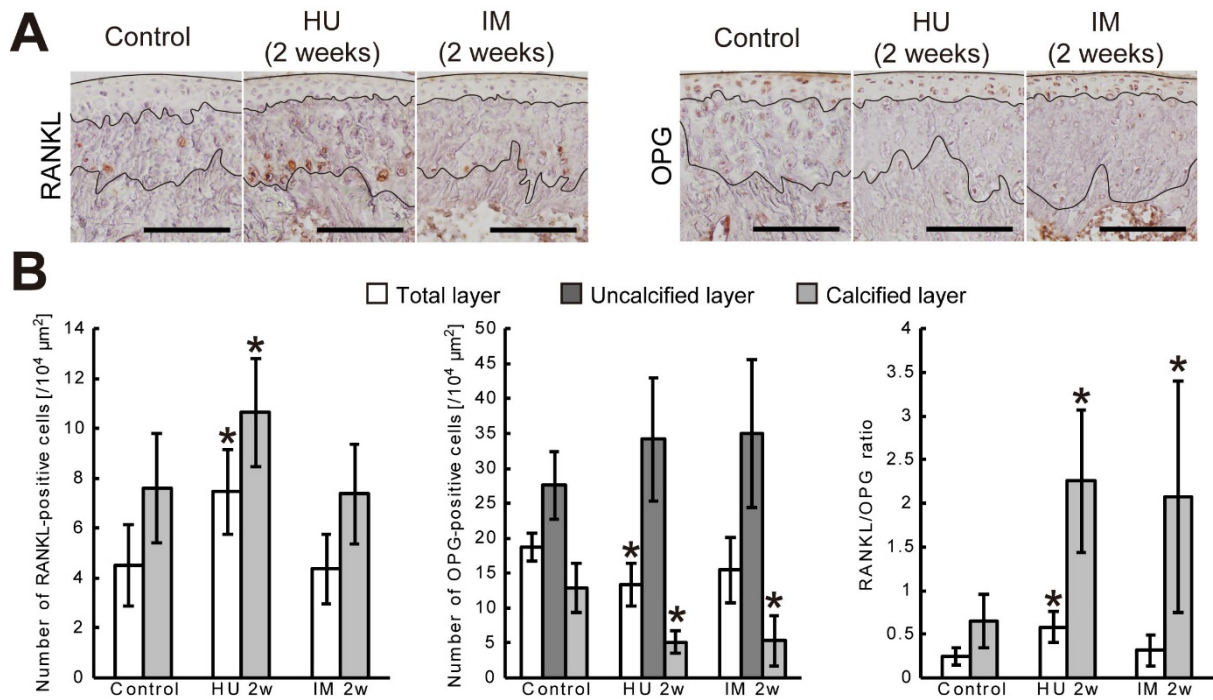 A
Control
HU
(2 weeks)
IM
(2 weeks)
RANKL
Control
HU
(2 weeks)
IM
(2 weeks)
OPG
B
Total layer
Uncalcified layer
Calcified layer
Number of RANKL-positive cells [/10⁴ µm²]
14
12
10
8
6
4
2
0
*
*
Control
HU 2w
IM 2w
Number of OPG-positive cells [/10⁴ µm²]
50
45
40
35
30
25
20
15
10
5
0
*
*
*
Control
HU 2w
IM 2w
RANKL/OPG ratio
4
3.5
3
2.5
2
1.5
1
0.5
0
*
*
*
Control
HU 2w
IM 2w